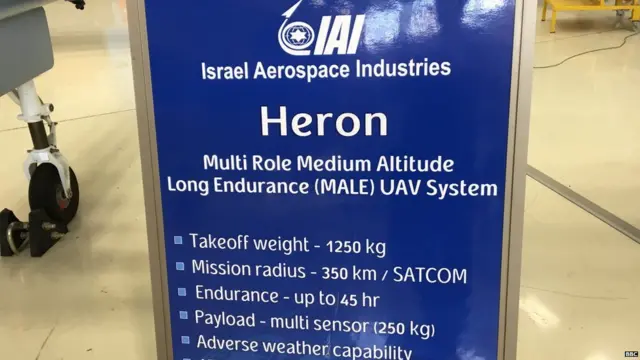 IAI
Israel Aerospace Industries
Heron
Multi Role Medium Altitude
Long Endurance (MALE) UAV System
Takeoff weight - 1250 kg
Mission radius - 350 km / SATCOM
Endurance - up to 45 hr
Payload - multi sensor (250 kg)
Adverse weather capability
BBC